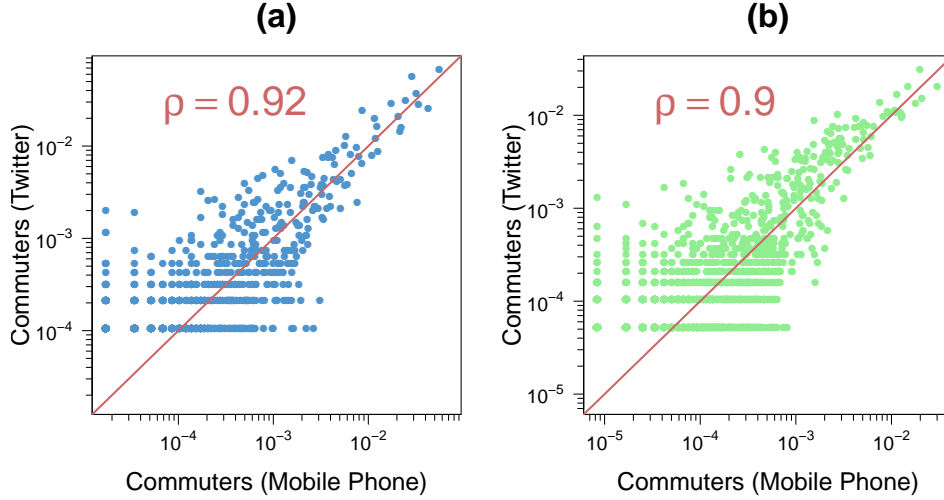 (a)
ρ = 0.92
Commuters (Twitter)
10⁻²
10⁻³
10⁻⁴
10⁻⁴ 10⁻³ 10⁻²
Commuters (Mobile Phone)
(b)
ρ = 0.9
Commuters (Twitter)
10⁻²
10⁻³
10⁻⁴
10⁻⁵
10⁻⁵ 10⁻⁴ 10⁻³ 10⁻²
Commuters (Mobile Phone)